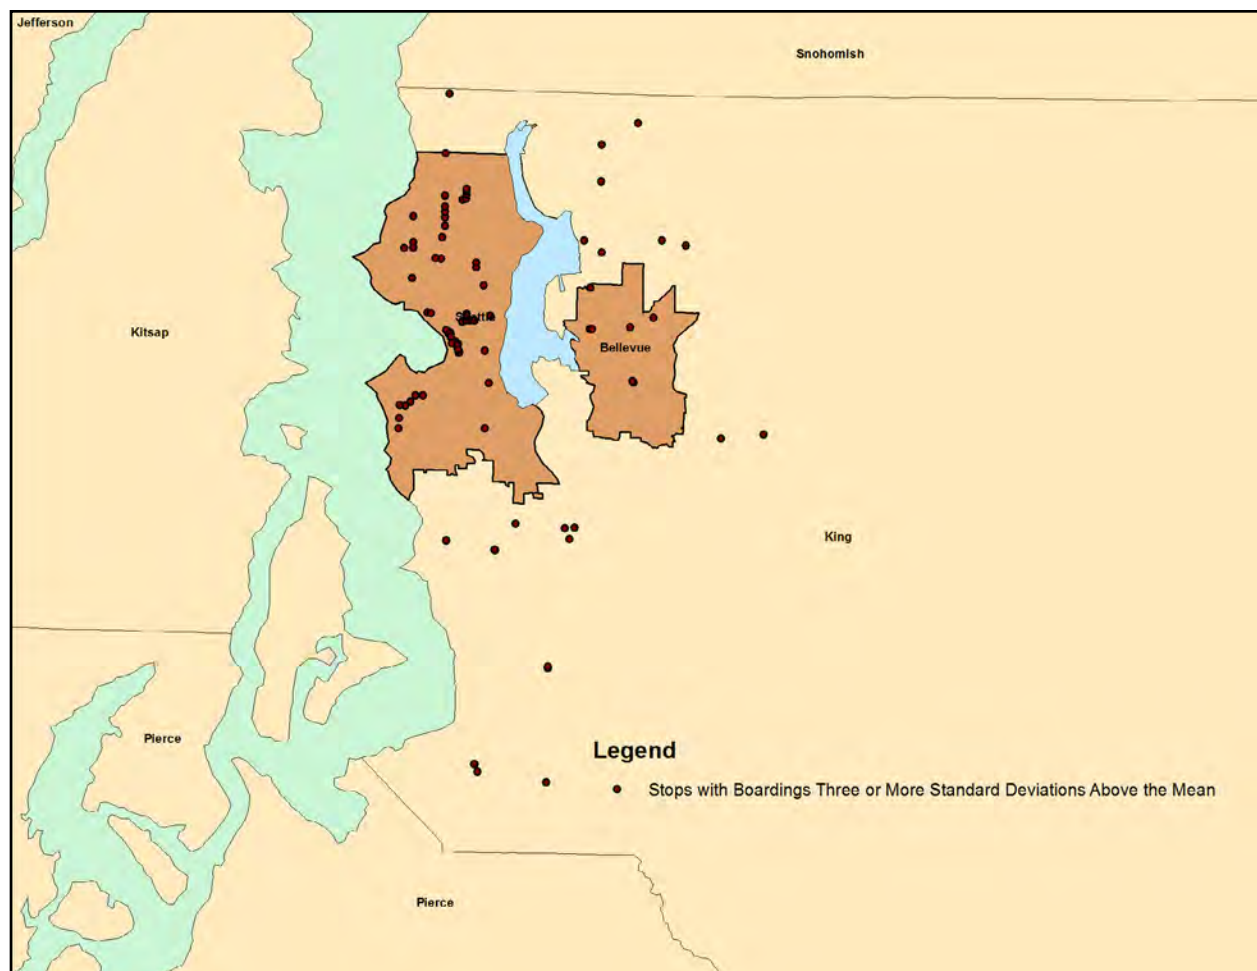 Jefferson
Snohomish
Seattle
Kitsap
Bellevue
King
Pierce
Legend
Stops with Boardings Three or More Standard Deviations Above the Mean
Pierce